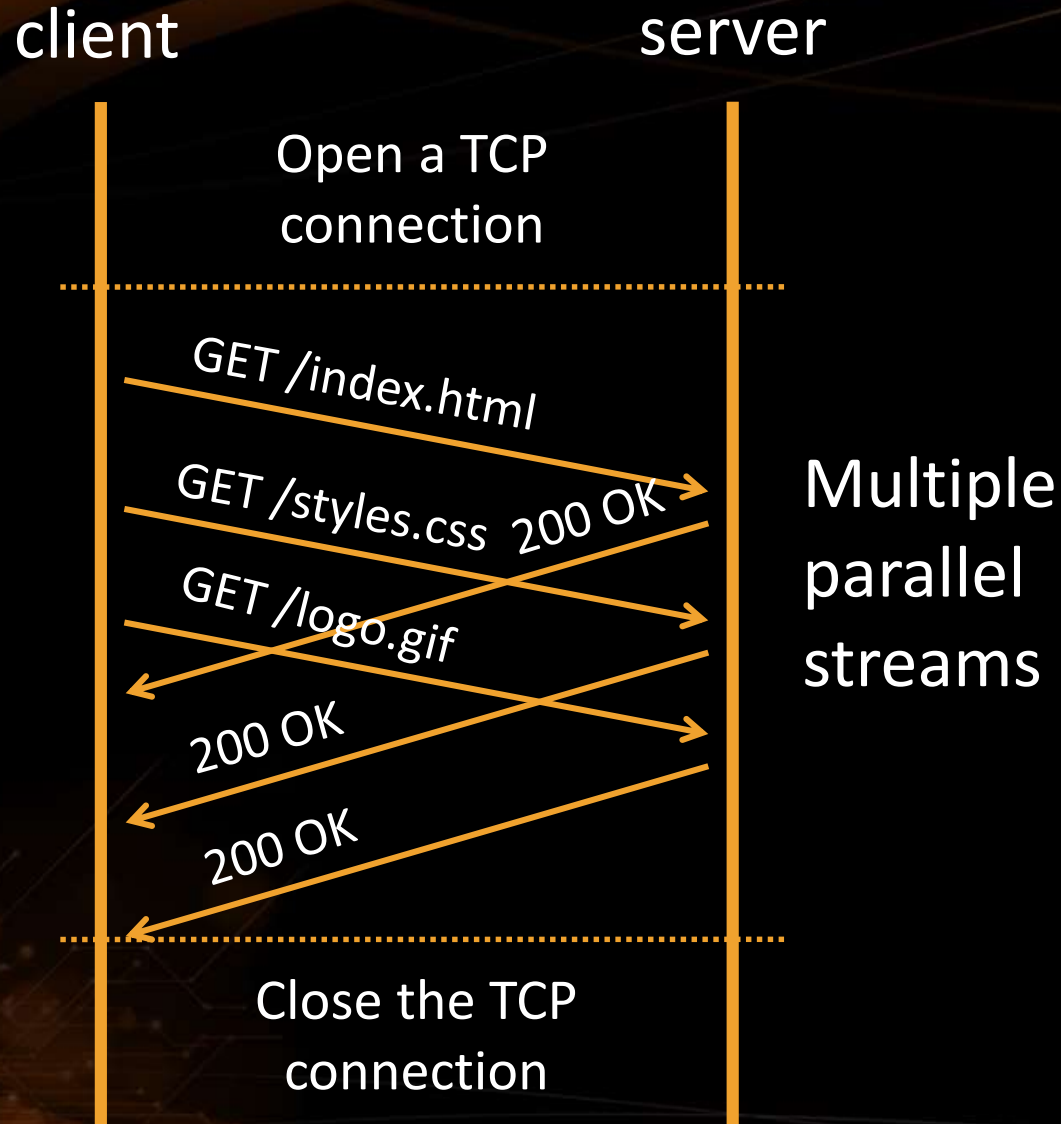 client
server
Open a TCP
connection
GET /index.html
GET /styles.css
200 OK
GET /logo.gif
Multiple
parallel
streams
200 OK
200 OK
Close the TCP
connection